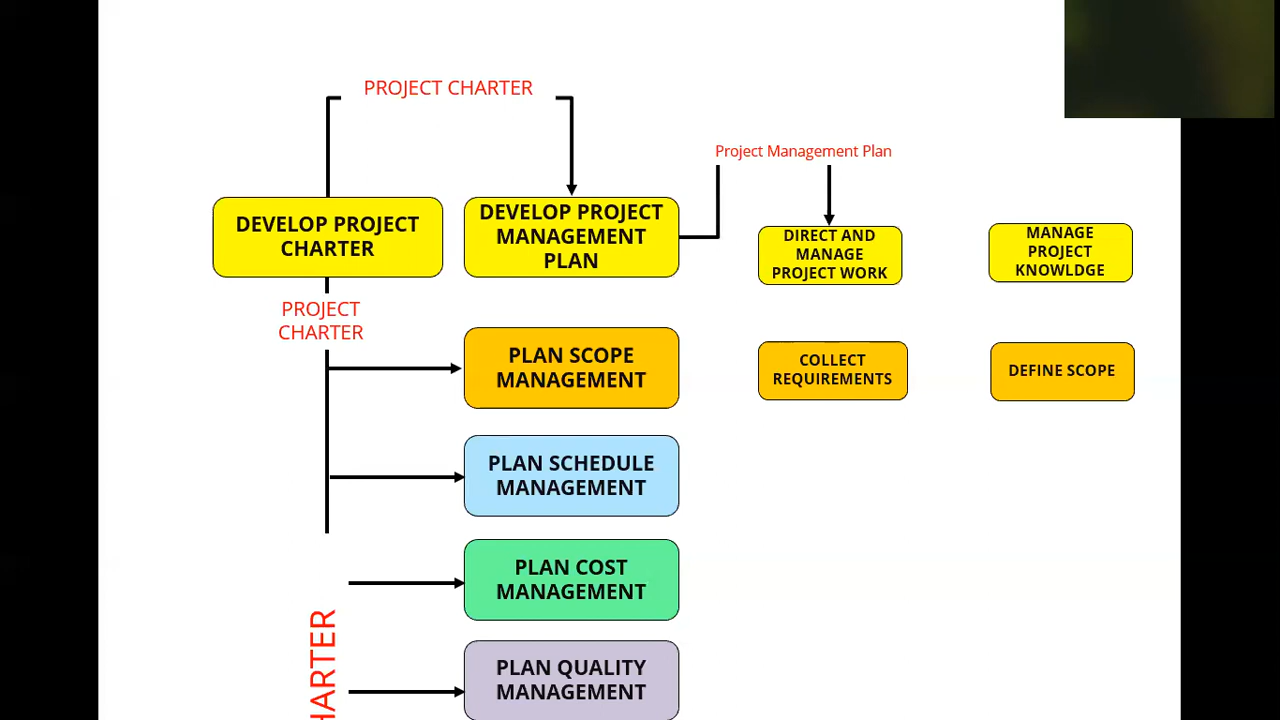 PROJECT CHARTER
Project Management Plan
DEVELOP PROJECT
CHARTER
DEVELOP PROJECT
MANAGEMENT
PLAN
DIRECT AND
MANAGE
PROJECT WORK
MANAGE
PROJECT
KNOWLDGE
PROJECT
CHARTER
PLAN SCOPE
MANAGEMENT
COLLECT
REQUIREMENTS
DEFINE SCOPE
PLAN SCHEDULE
MANAGEMENT
PLAN COST
MANAGEMENT
HARTER
PLAN QUALITY
MANAGEMENT